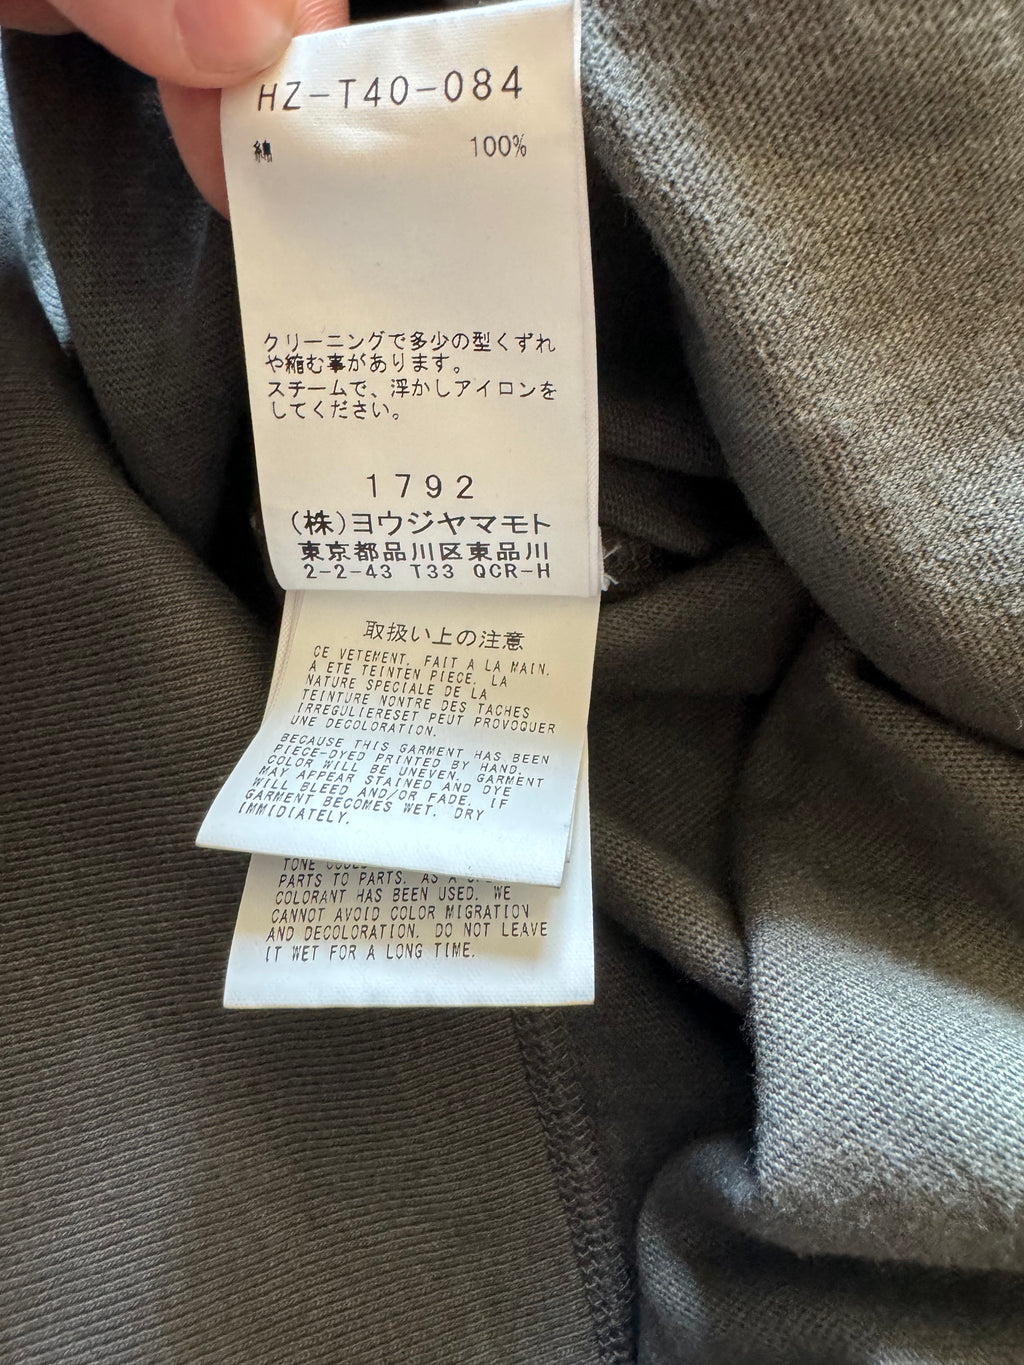 HZ-T40-084
綿 100%
クリーニングで多少の型くずれ
や縮む事があります。
スチームで、浮かしアイロンを
してください。
1792
(株)ヨウジヤマモト
東京都品川区東品川
2-2-43 T33 QCR-H
取扱い上の注意
CE VETEMENT, FAIT A LA MAIN,
A ETE TEINTEN PIECE, LA
NATURE SPECIALE DE LA
TEINTURE NONTRE DES TACHES
IRREGULIERESET PEUT PROVOQUER
UNE DECOLORATION.
BECAUSE THIS GARMENT HAS BEEN
PIECE-DYED PRINTED BY HAND,
COLOR WILL BE UNEVEN. GARMENT
MAY APPEAR STAINED AND DYE
WILL BLEED AND/OR FADE. IF
GARMENT BECOMES WET, DRY
IMMIDIATELY.
TONE
PARTS TO PARTS. AS A
COLORANT HAS BEEN USED. WE
CANNOT AVOID COLOR MIGRATION
AND DECOLORATION. DO NOT LEAVE
IT WET FOR A LONG TIME.